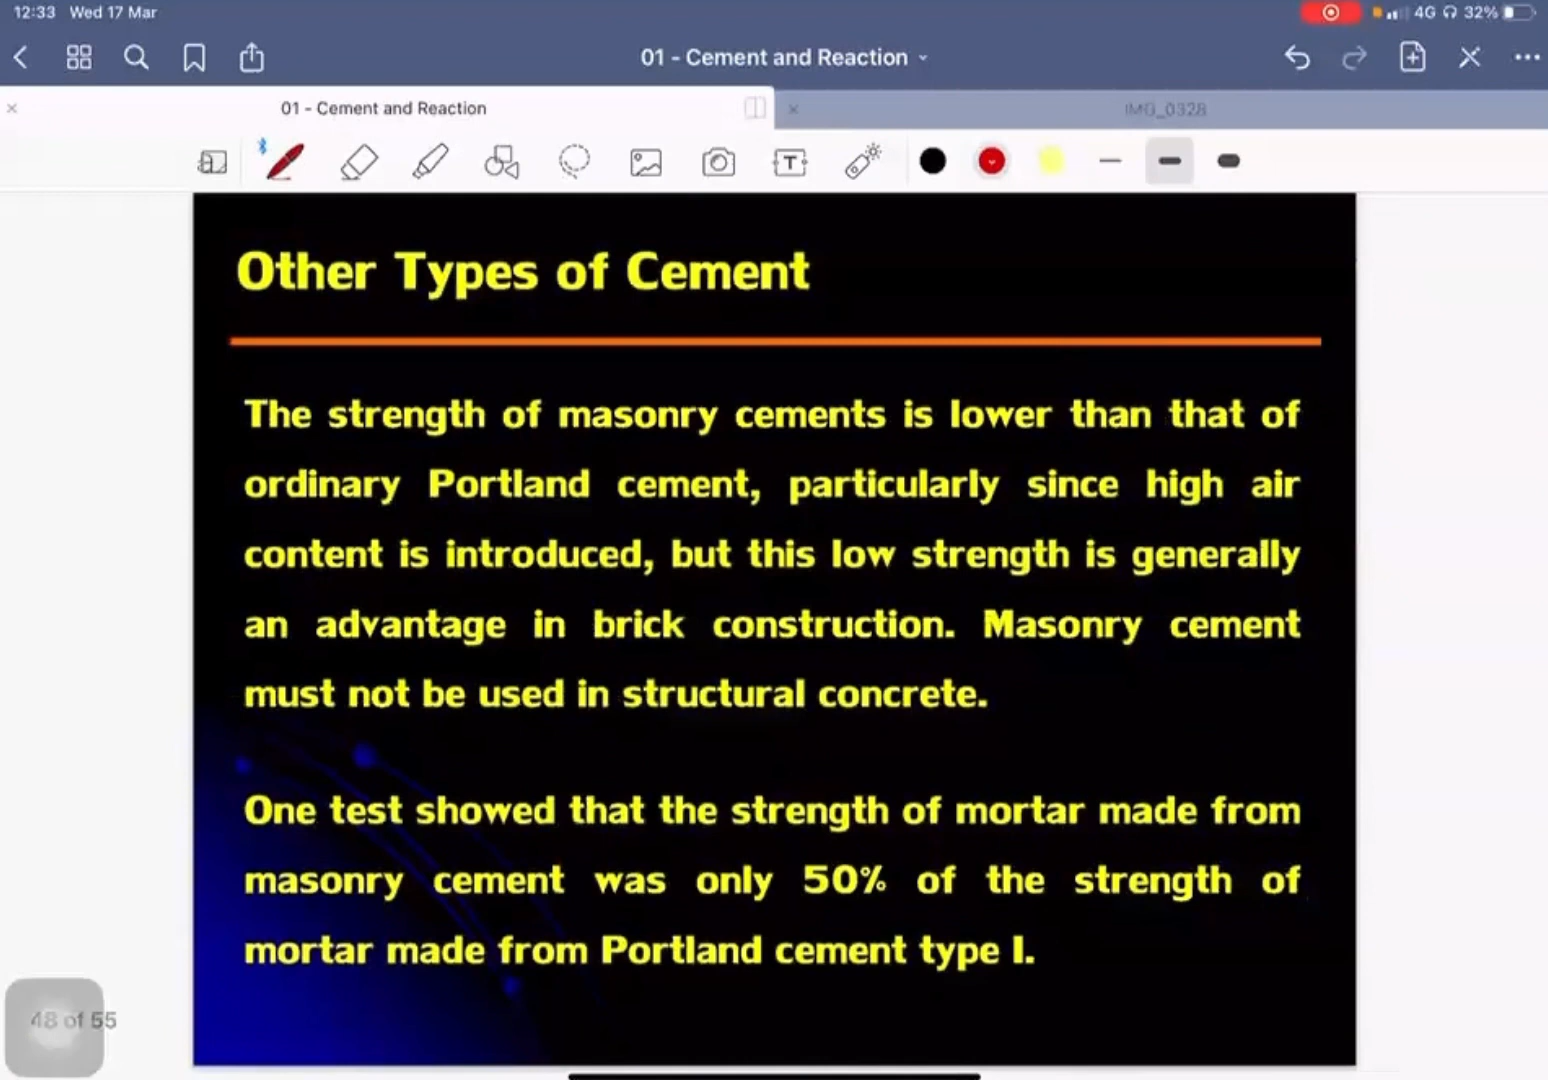 12:33 Wed 17 Mar
4G 32%
01 - Cement and Reaction
01 - Cement and Reaction
IMG_0328
T
Other Types of Cement
The strength of masonry cements is lower than that of
ordinary Portland cement, particularly since high air
content is introduced, but this low strength is generally
an advantage in brick construction. Masonry cement
must not be used in structural concrete.
One test showed that the strength of mortar made from
masonry cement was only 50% of the strength of
mortar made from Portland cement type I.
48 of 55